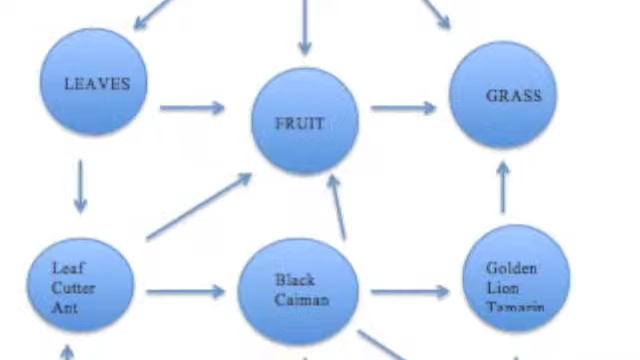 LEAVES
FRUIT
GRASS
Leaf
Cutter
Ant
Black
Caiman
Golden
Lion
Tamarin